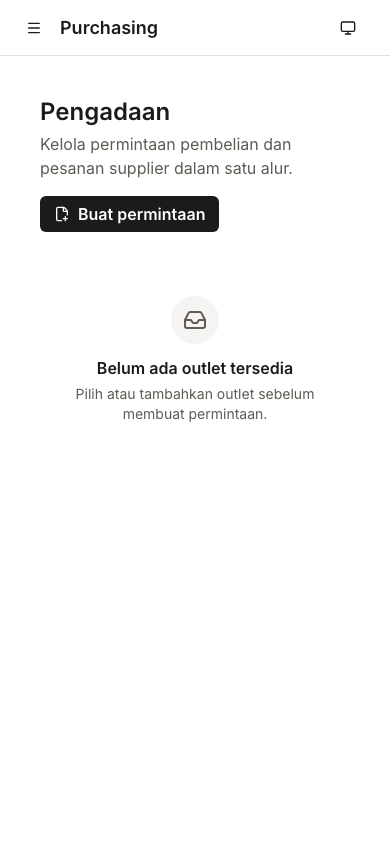 Purchasing
Pengadaan
Kelola permintaan pembelian dan
pesanan supplier dalam satu alur.
Buat permintaan
Belum ada outlet tersedia
Pilih atau tambahkan outlet sebelum
membuat permintaan.